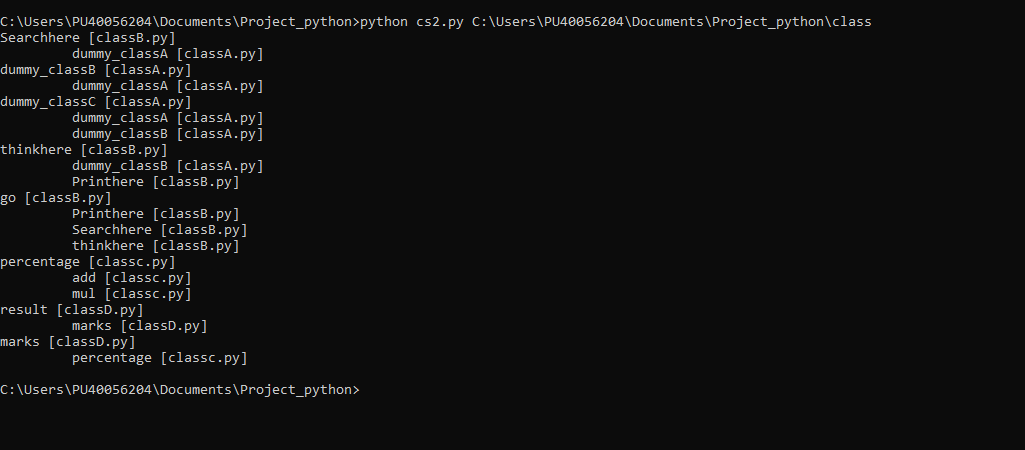 C:\Users\PU40056204\Documents\Project_python>python cs2.py C:\Users\PU40056204\Documents\Project_python\class
Searchhere [classB.py]
        dummy_classA [classA.py]
dummy_classB [classA.py]
        dummy_classA [classA.py]
dummy_classC [classA.py]
        dummy_classA [classA.py]
        dummy_classB [classA.py]
thinkhere [classB.py]
        dummy_classB [classA.py]
        Printhere [classB.py]
go [classB.py]
        Printhere [classB.py]
        Searchhere [classB.py]
        thinkhere [classB.py]
percentage [classc.py]
        add [classc.py]
        mul [classc.py]
result [classD.py]
        marks [classD.py]
marks [classD.py]
        percentage [classc.py]
C:\Users\PU40056204\Documents\Project_python>